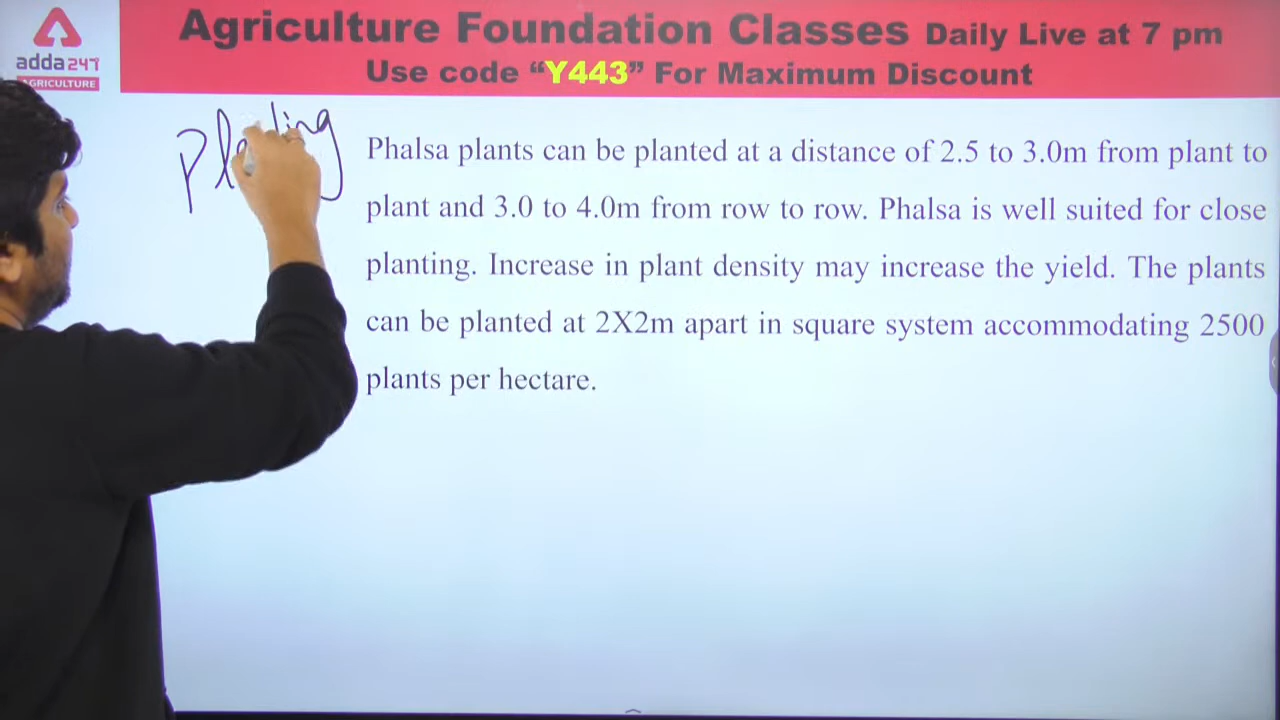 Agriculture Foundation Classes Daily Live at 7 pm
Use code “Y443” For Maximum Discount
adda247
AGRICULTURE
Phalsa plants can be planted at a distance of 2.5 to 3.0m from plant to
plant and 3.0 to 4.0m from row to row. Phalsa is well suited for close
planting. Increase in plant density may increase the yield. The plants
can be planted at 2X2m apart in square system accommodating 2500
plants per hectare.